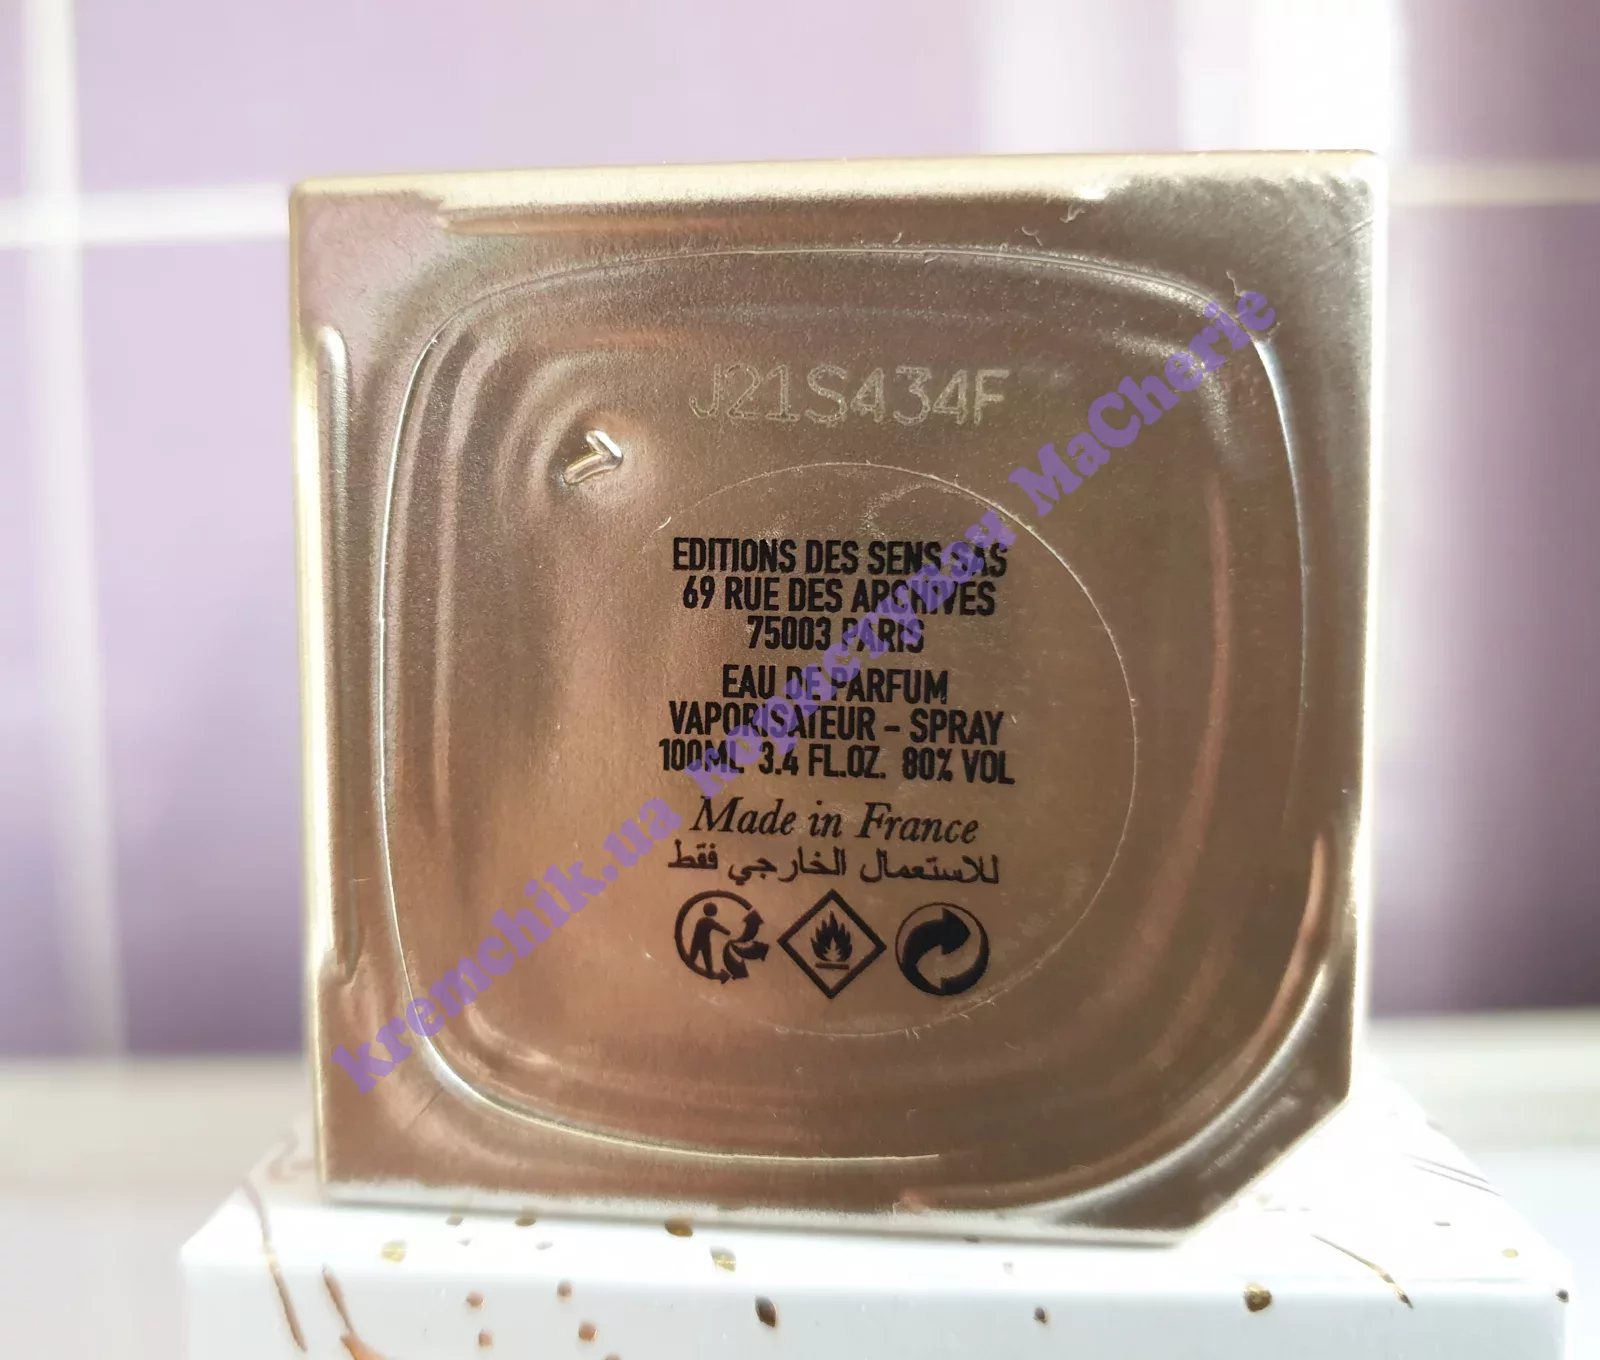 J21S434F
EDITIONS DES SENS SAS
69 RUE DES ARCHIVES
75003 PARIS
EAU DE PARFUM
VAPORISATEUR – SPRAY
100ML 3.4 FL.OZ. 80% VOL
Made in France
للاستعمال الخارجي فقط
kremchik.ua користувач MaCherie